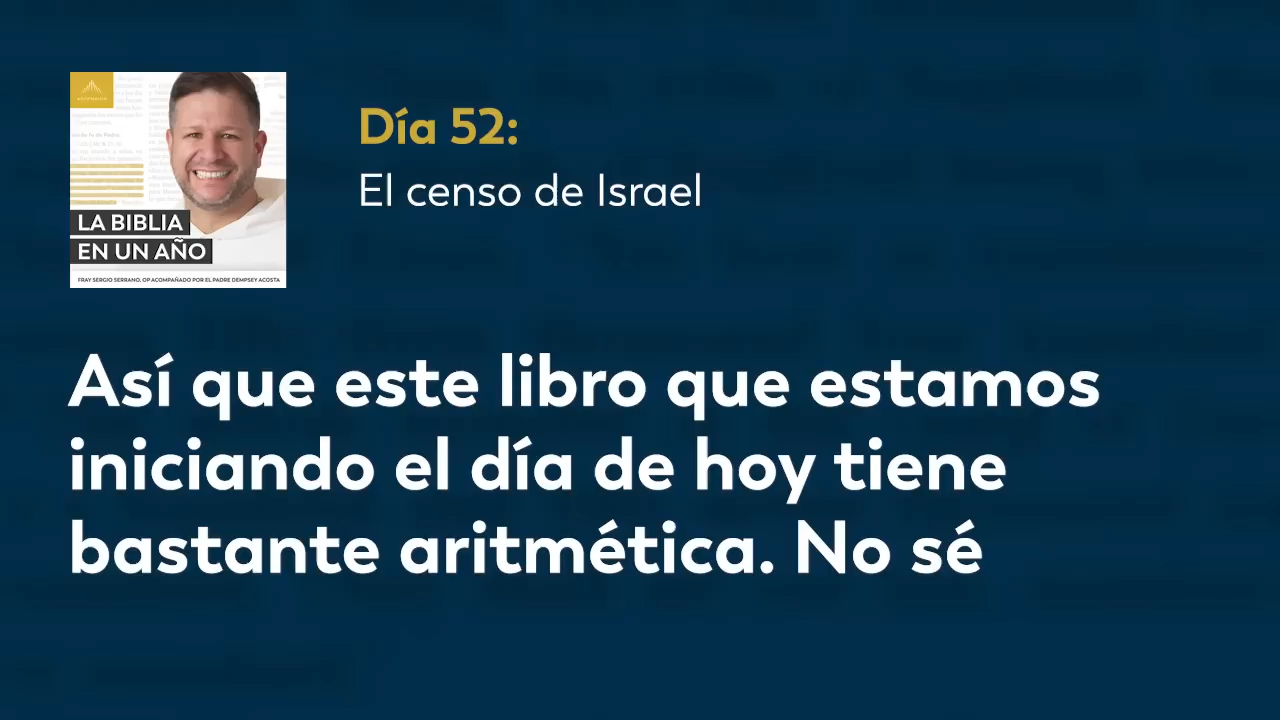 Día 52:
El censo de Israel
LA BIBLIA
EN UN AÑO
FRAY SERGIO SERRANO, OP ACOMPAÑADO POR EL PADRE DEMPSEY ACOSTA
Así que este libro que estamos
iniciando el día de hoy tiene
bastante aritmética. No sé